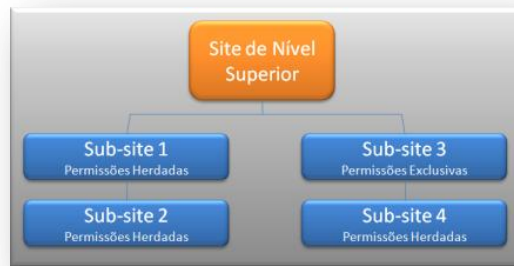 Site de Nível
Superior
Sub-site 1
Permissões Herdadas
Sub-site 3
Permissões Exclusivas
Sub-site 2
Permissões Herdadas
Sub-site 4
Permissões Herdadas